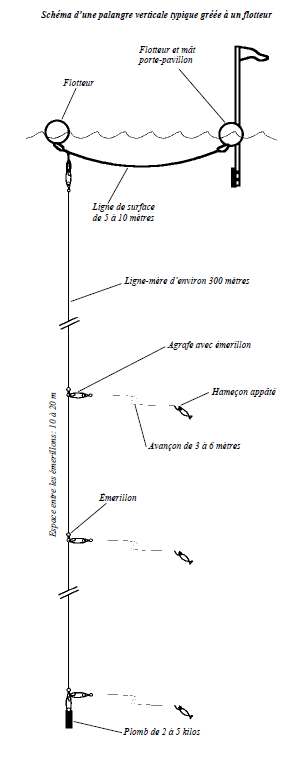 Schéma d'une palangre verticale typique gréée à un flotteur
Flotteur et mât
porte-pavillon
Flotteur
Ligne de surface
de 5 à 10 mètres
Ligne-mère d'environ 300 mètres
Agrafe avec émerillon
Hameçon appâté
Avançon de 3 à 6 mètres
Espace entre les émerillons: 10 à 20 m
Émerillon
Plomb de 2 à 5 kilos